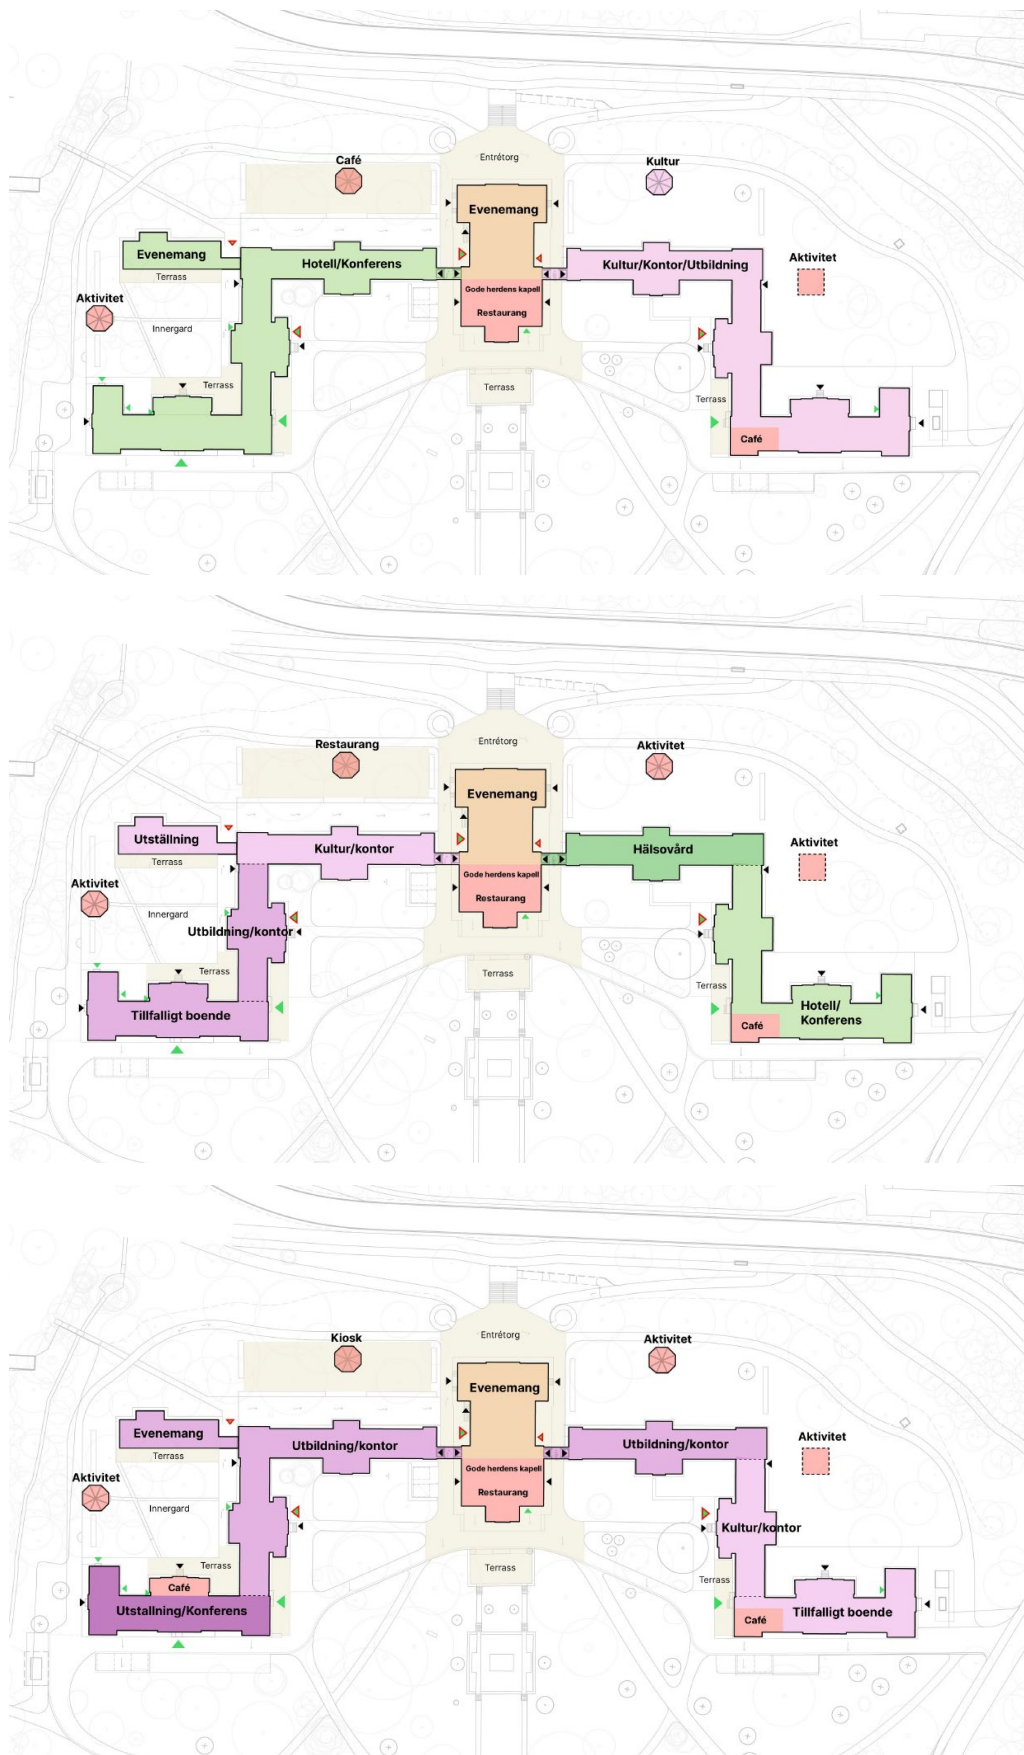 Entrétorg
Café
Kultur
Evenemang
Evenemang
Hotell/Konferens
Kultur/Kontor/Utbildning
Aktivitet
Terrass
Aktivitet
Gode herdens kapell
Restaurang
Innergard
Terrass
Terrass
Terrass
Café
Entrétorg
Restaurang
Aktivitet
Evenemang
Utställning
Kultur/kontor
Hälsovård
Aktivitet
Terrass
Gode herdens kapell
Aktivitet
Restaurang
Innergard
Utbildning/kontor
Terrass
Terrass
Terrass
Hotell/
Konferens
Tillfalligt boende
Café
Entrétorg
Kiosk
Aktivitet
Evenemang
Evenemang
Utbildning/kontor
Utbildning/kontor
Aktivitet
Terrass
Gode herdens kapell
Aktivitet
Restaurang
Innergard
Kultur/kontor
Terrass
Terrass
Terrass
Café
Utstallning/Konferens
Tillfalligt boende
Café